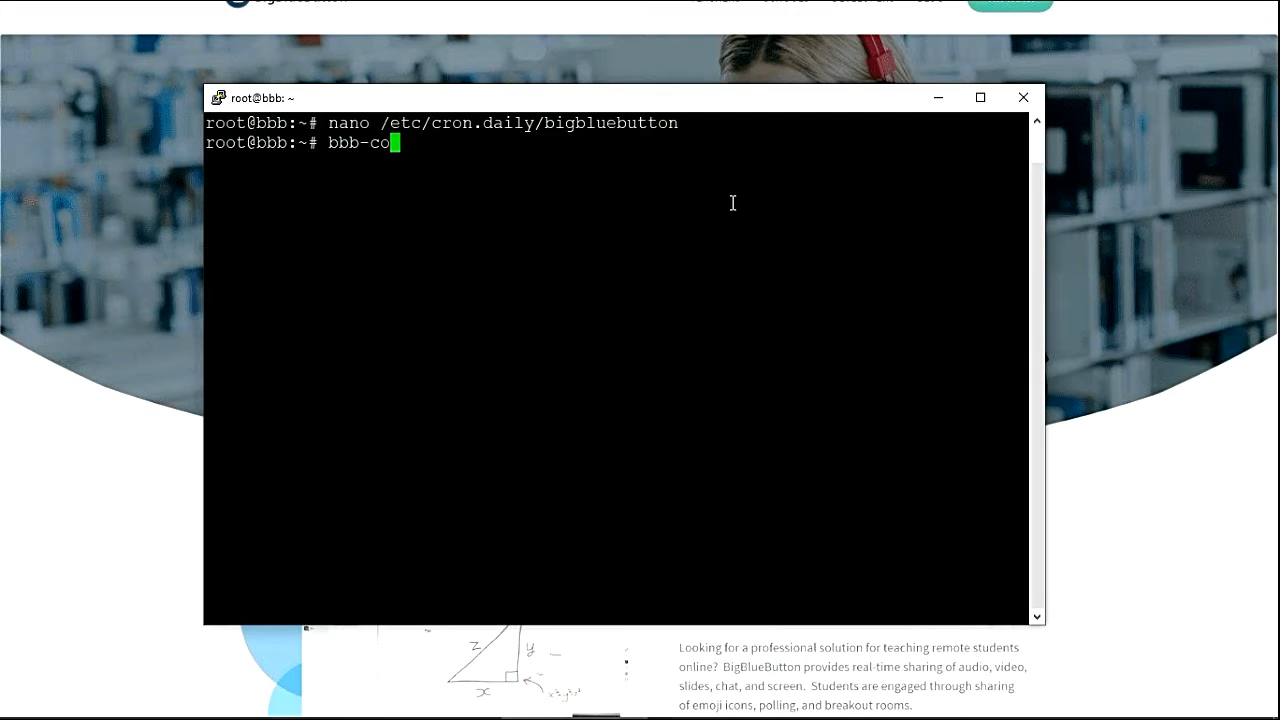 root@bbb: ~
root@bbb:~# nano /etc/cron.daily/bigbluebutton
root@bbb:~# bbb-co
z
y
x
Looking for a professional solution for teaching remote students
online? BigBlueButton provides real-time sharing of audio, video,
slides, chat, and screen. Students are engaged through sharing
of emoji icons, polling, and breakout rooms.